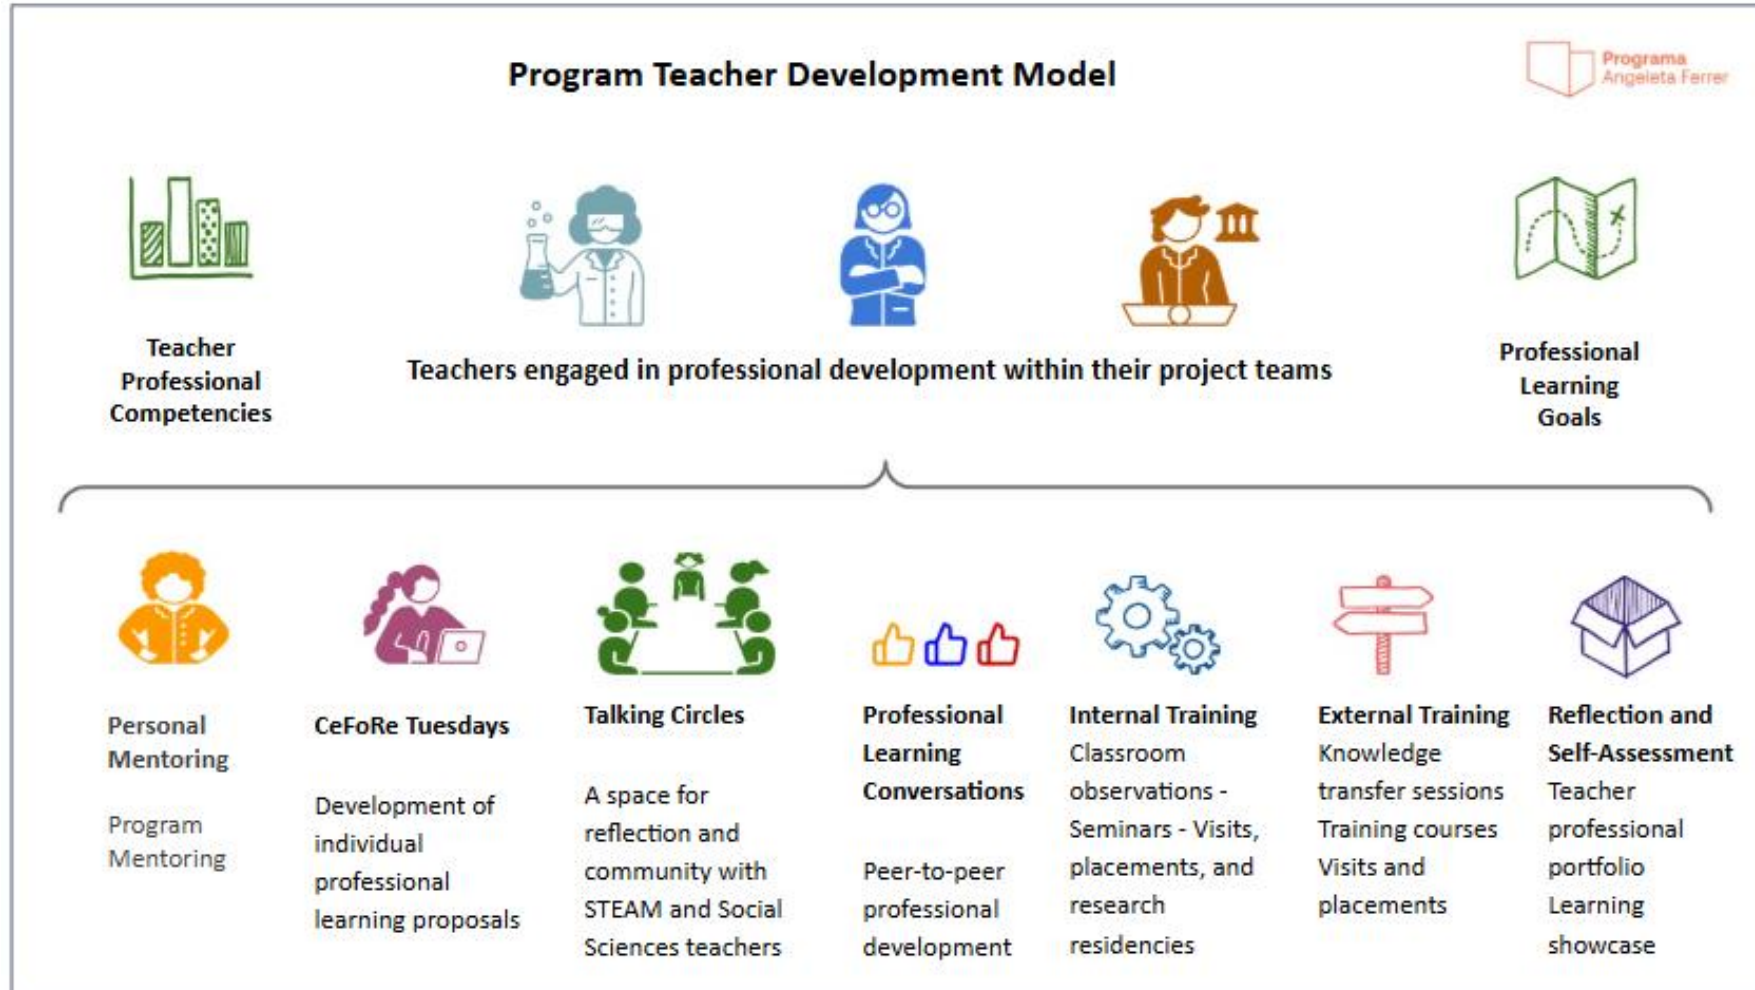 Program Teacher Development Model
Programa
Angeleta Ferrer
Teacher
Professional
Competencies
Teachers engaged in professional development within their project teams
Professional
Learning
Goals
Personal
Mentoring
Program
Mentoring
CeFoRe Tuesdays
Development of
individual
professional
learning proposals
Talking Circles
A space for
reflection and
community with
STEAM and Social
Sciences teachers
Professional
Learning
Conversations
Peer-to-peer
professional
development
Internal Training
Classroom
observations -
Seminars - Visits,
placements, and
research
residencies
External Training
Knowledge
transfer sessions
Training courses
Visits and
placements
Reflection and
Self-Assessment
Teacher
professional
portfolio
Learning
showcase